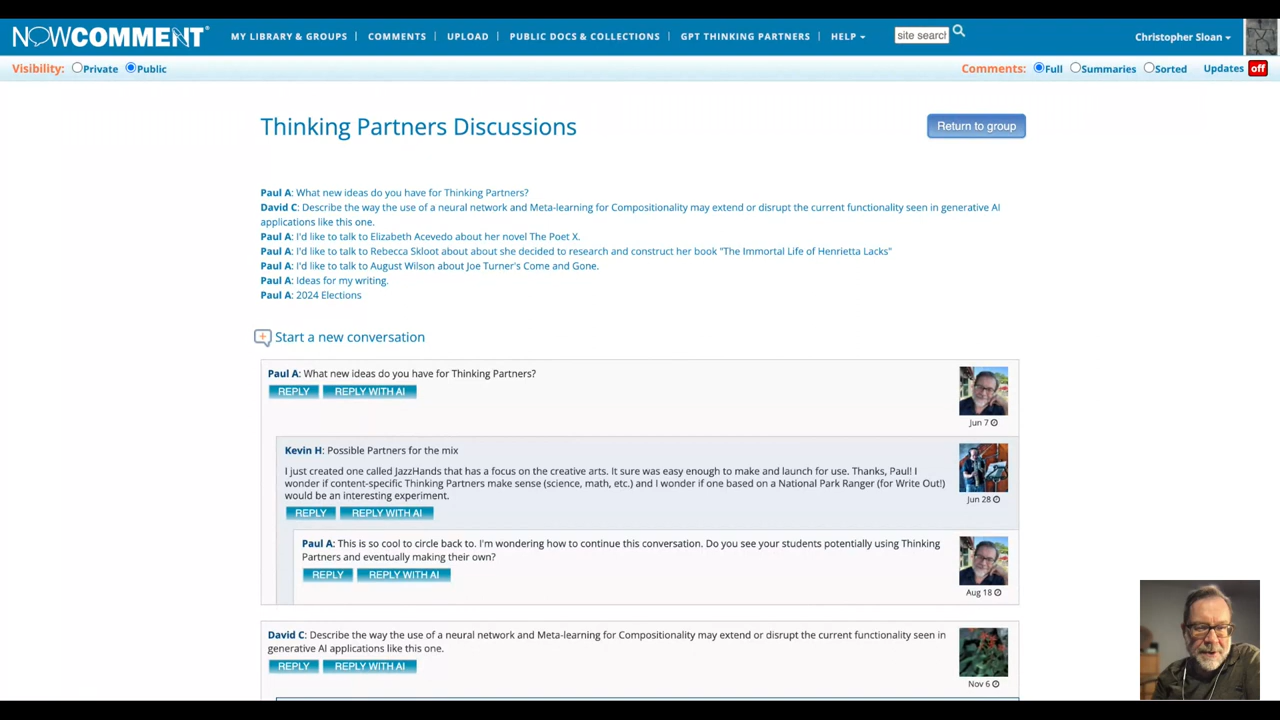 NOWCOMMENT®
MY LIBRARY & GROUPS | COMMENTS | UPLOAD | PUBLIC DOCS & COLLECTIONS | GPT THINKING PARTNERS | HELP
site search
Christopher Sloan
Visibility: Private Public
Comments: Full Summaries Sorted Updates off
Thinking Partners Discussions
Return to group
Paul A: What new ideas do you have for Thinking Partners?
David C: Describe the way the use of a neural network and Meta-learning for Compositionality may extend or disrupt the current functionality seen in generative AI
applications like this one.
Paul A: I'd like to talk to Elizabeth Acevedo about her novel The Poet X.
Paul A: I'd like to talk to Rebecca Skloot about about she decided to research and construct her book "The Immortal Life of Henrietta Lacks"
Paul A: I'd like to talk to August Wilson about Joe Turner's Come and Gone.
Paul A: Ideas for my writing.
Paul A: 2024 Elections
Start a new conversation
Paul A: What new ideas do you have for Thinking Partners?
REPLY REPLY WITH AI
Jun 7
Kevin H: Possible Partners for the mix
I just created one called JazzHands that has a focus on the creative arts. It sure was easy enough to make and launch for use. Thanks, Paul! I
wonder if content-specific Thinking Partners make sense (science, math, etc.) and I wonder if one based on a National Park Ranger (for Write Out!)
would be an interesting experiment.
Jun 28
REPLY REPLY WITH AI
Paul A: This is so cool to circle back to. I'm wondering how to continue this conversation. Do you see your students potentially using Thinking
Partners and eventually making their own?
REPLY REPLY WITH AI
Aug 18
David C: Describe the way the use of a neural network and Meta-learning for Compositionality may extend or disrupt the current functionality seen in
generative AI applications like this one.
REPLY REPLY WITH AI
Nov 6